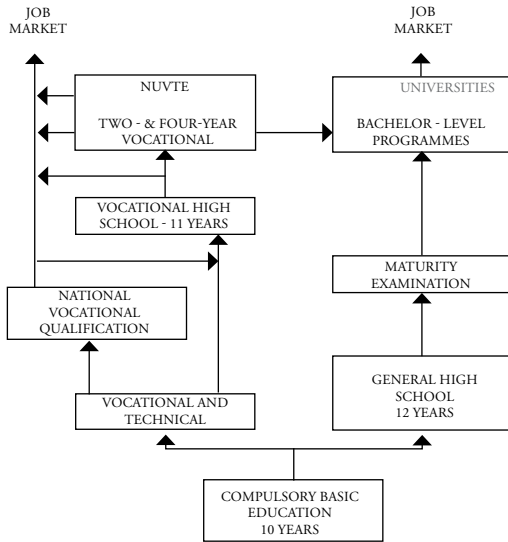 JOB
MARKET
JOB
MARKET
NUVTE
TWO - & FOUR-YEAR
VOCATIONAL
UNIVERSITIES
BACHELOR - LEVEL
PROGRAMMES
VOCATIONAL HIGH
SCHOOL - 11 YEARS
NATIONAL
VOCATIONAL
QUALIFICATION
MATURITY
EXAMINATION
VOCATIONAL AND
TECHNICAL
GENERAL HIGH
SCHOOL
12 YEARS
COMPULSORY BASIC
EDUCATION
10 YEARS